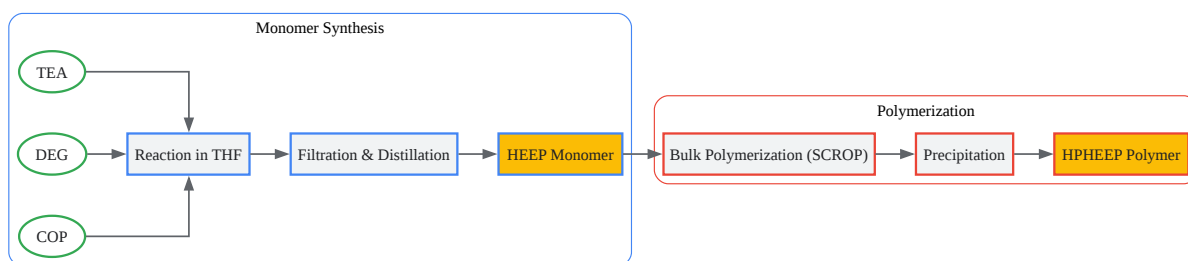 Monomer Synthesis
TEA
DEG
COP
Reaction in THF
Filtration & Distillation
HEEP Monomer
Polymerization
Bulk Polymerization (SCROP)
Precipitation
HPHEEP Polymer